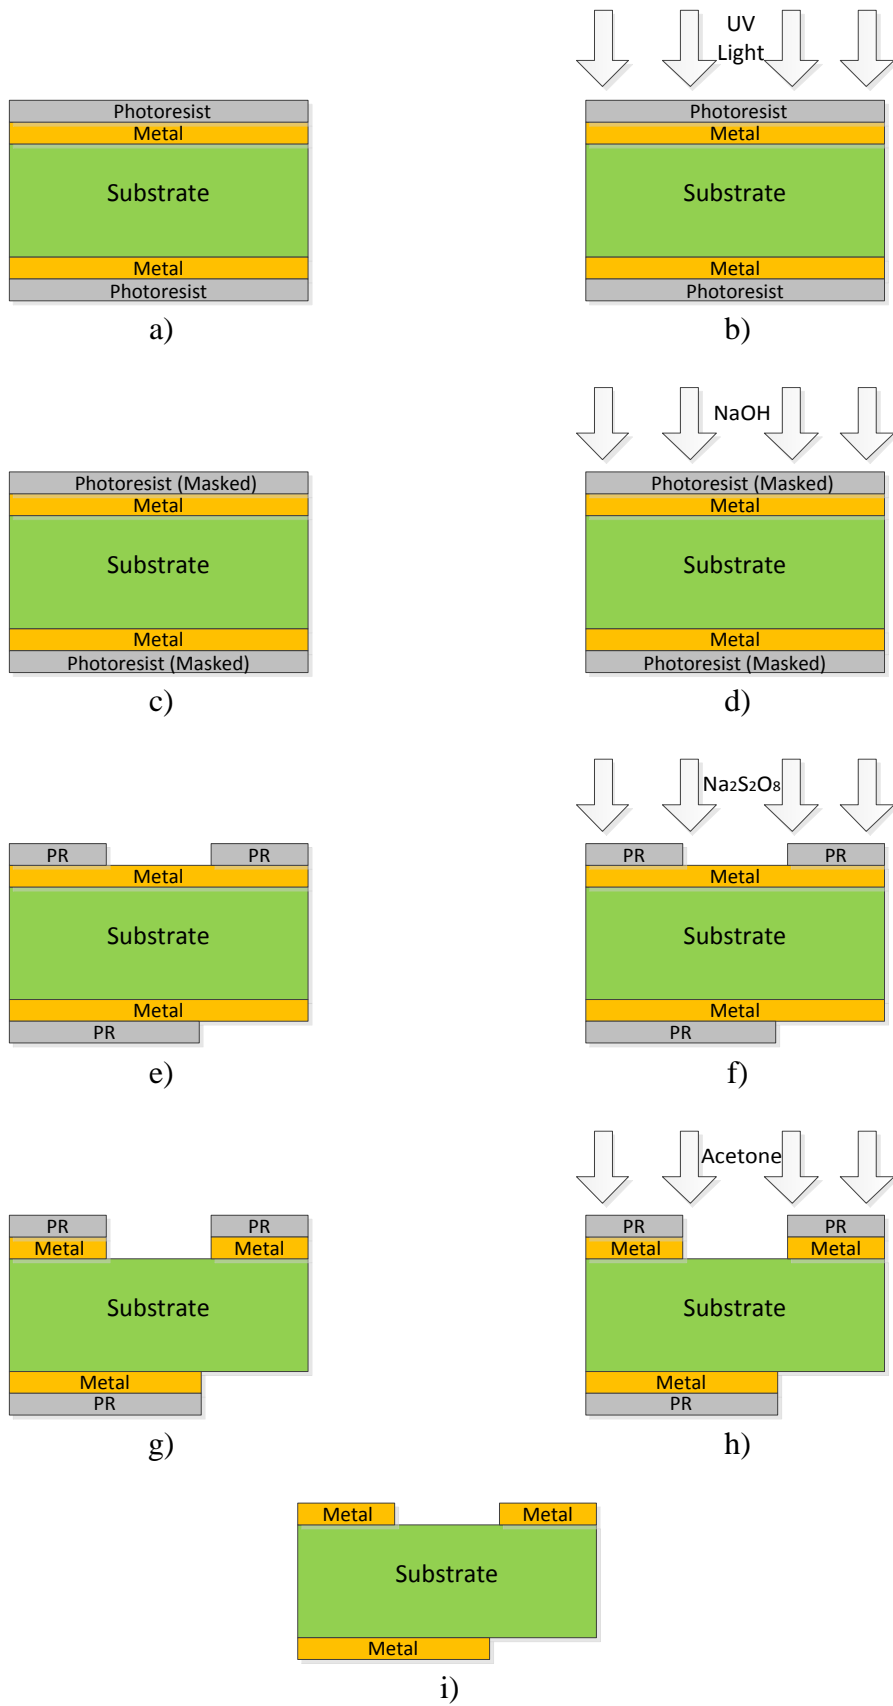 UV
Light
Photoresist
Metal
Substrate
Metal
Photoresist
a)
Photoresist
Metal
Substrate
Metal
Photoresist
b)
Photoresist (Masked)
Metal
Substrate
Metal
Photoresist (Masked)
c)
NaOH
Photoresist (Masked)
Metal
Substrate
Metal
Photoresist (Masked)
d)
PR PR
Metal
Substrate
Metal
PR
e)
Na₂S₂O₈
PR PR
Metal
Substrate
Metal
PR
f)
PR PR
Metal Metal
Substrate
Metal
PR
g)
Acetone
PR PR
Metal Metal
Substrate
Metal
PR
h)
Metal Metal
Substrate
Metal
i)